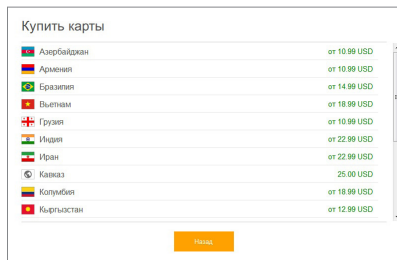 Купить карты
Азербайджан от 10.99 USD
Армения от 10.99 USD
Бразилия от 14.99 USD
Вьетнам от 18.99 USD
Грузия от 10.99 USD
Индия от 22.99 USD
Иран от 22.99 USD
Кавказ 25.00 USD
Колумбия от 18.99 USD
Кыргызстан от 12.99 USD
Назад